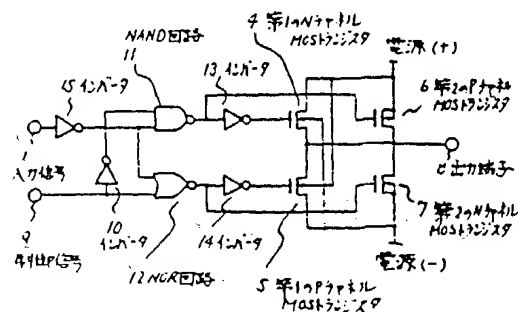 NAND回路
11
15 インバータ
13 インバータ
4 第1のNチャネル
MOSトランジスタ
電源(+)
6 第2のPチャネル
MOSトランジスタ
1
入力信号
9
制御信号
10
インバータ
12 NOR回路
14 インバータ
出力端子
7 第2のNチャネル
MOSトランジスタ
5 第1のPチャネル
MOSトランジスタ
電源(-)